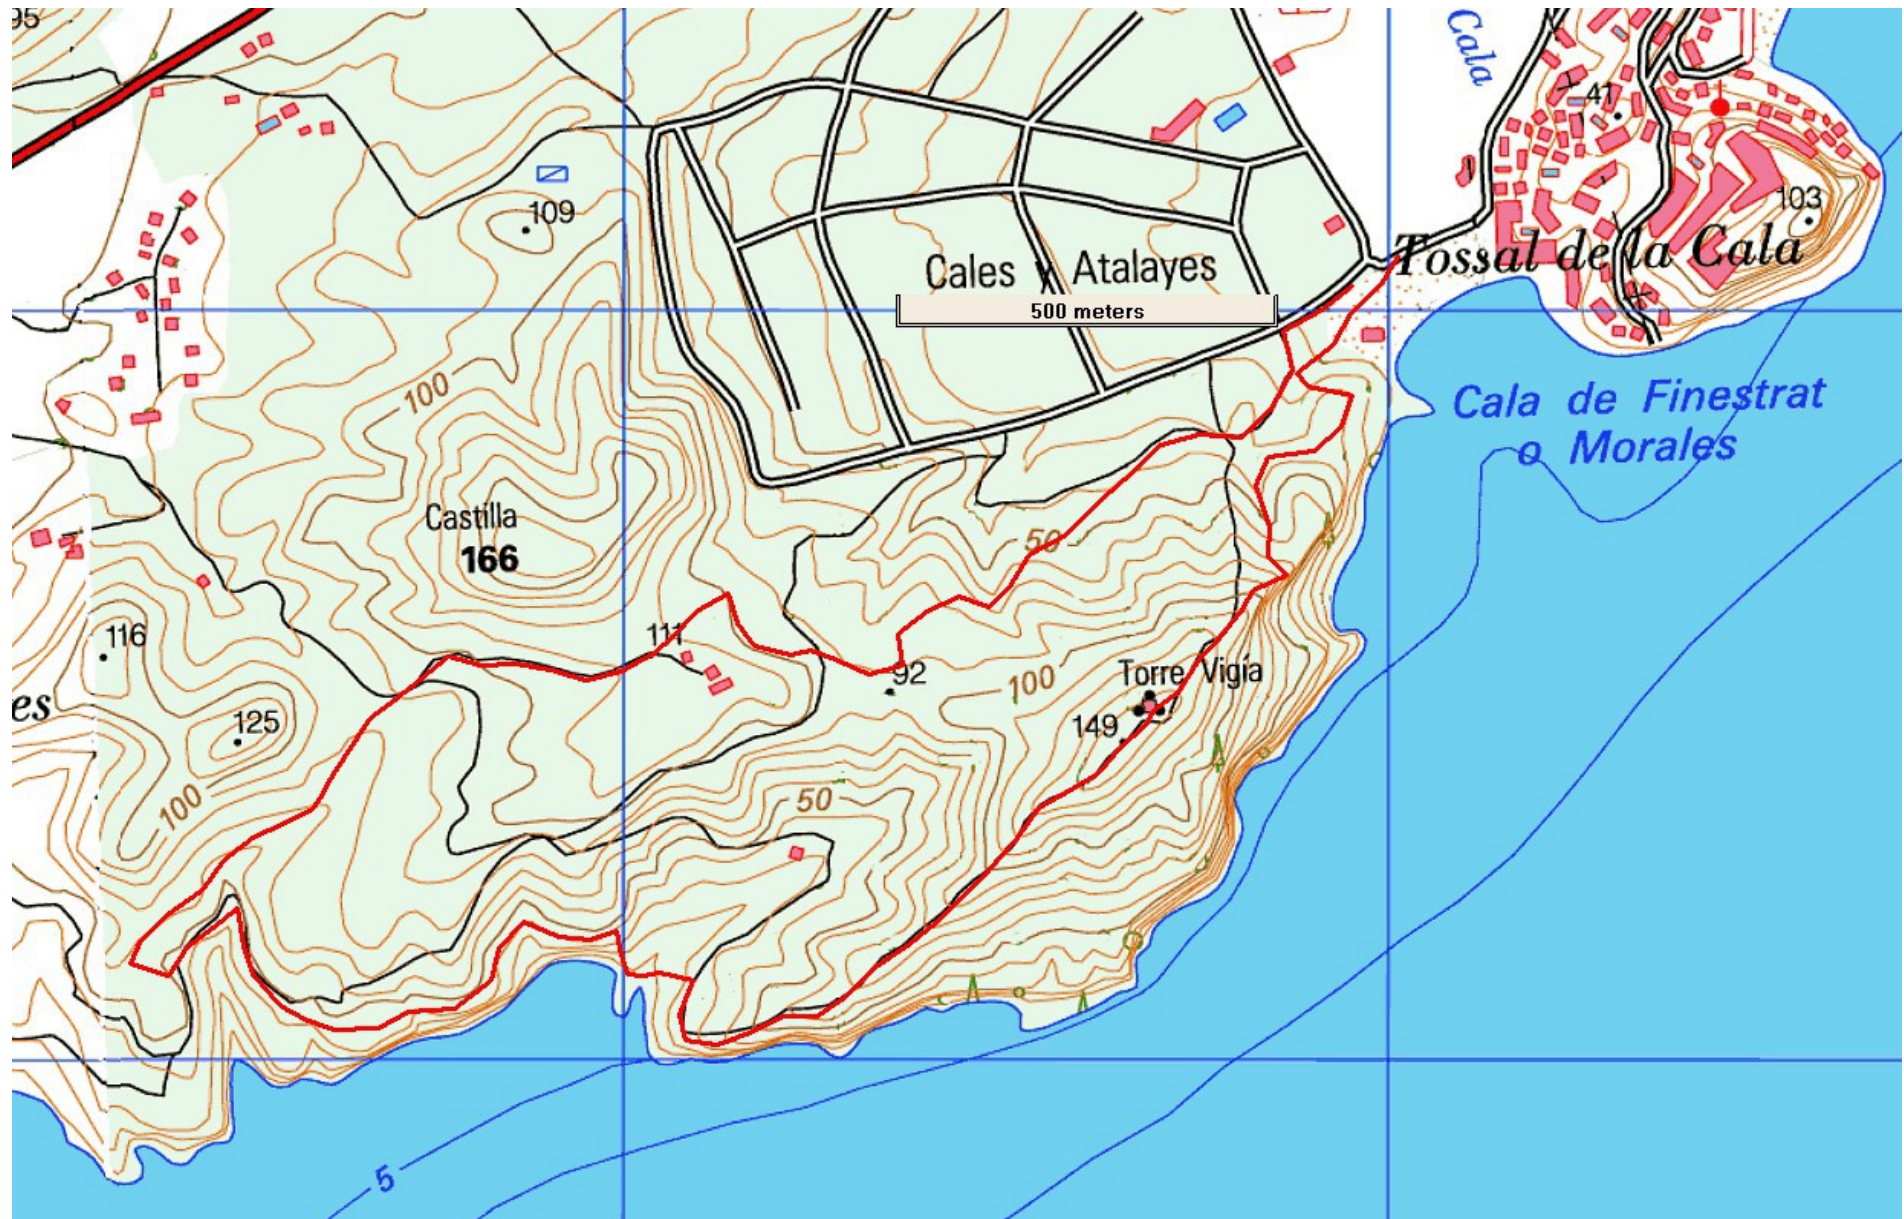 95
Cala
41
103
109
Tossal de la Cala
Cales y Atalayes
500 meters
100
Cala de Finestrat
o Morales
Castilla
166
50
116
111
92
Torre Vigía
100
es
125
149
100
50
5